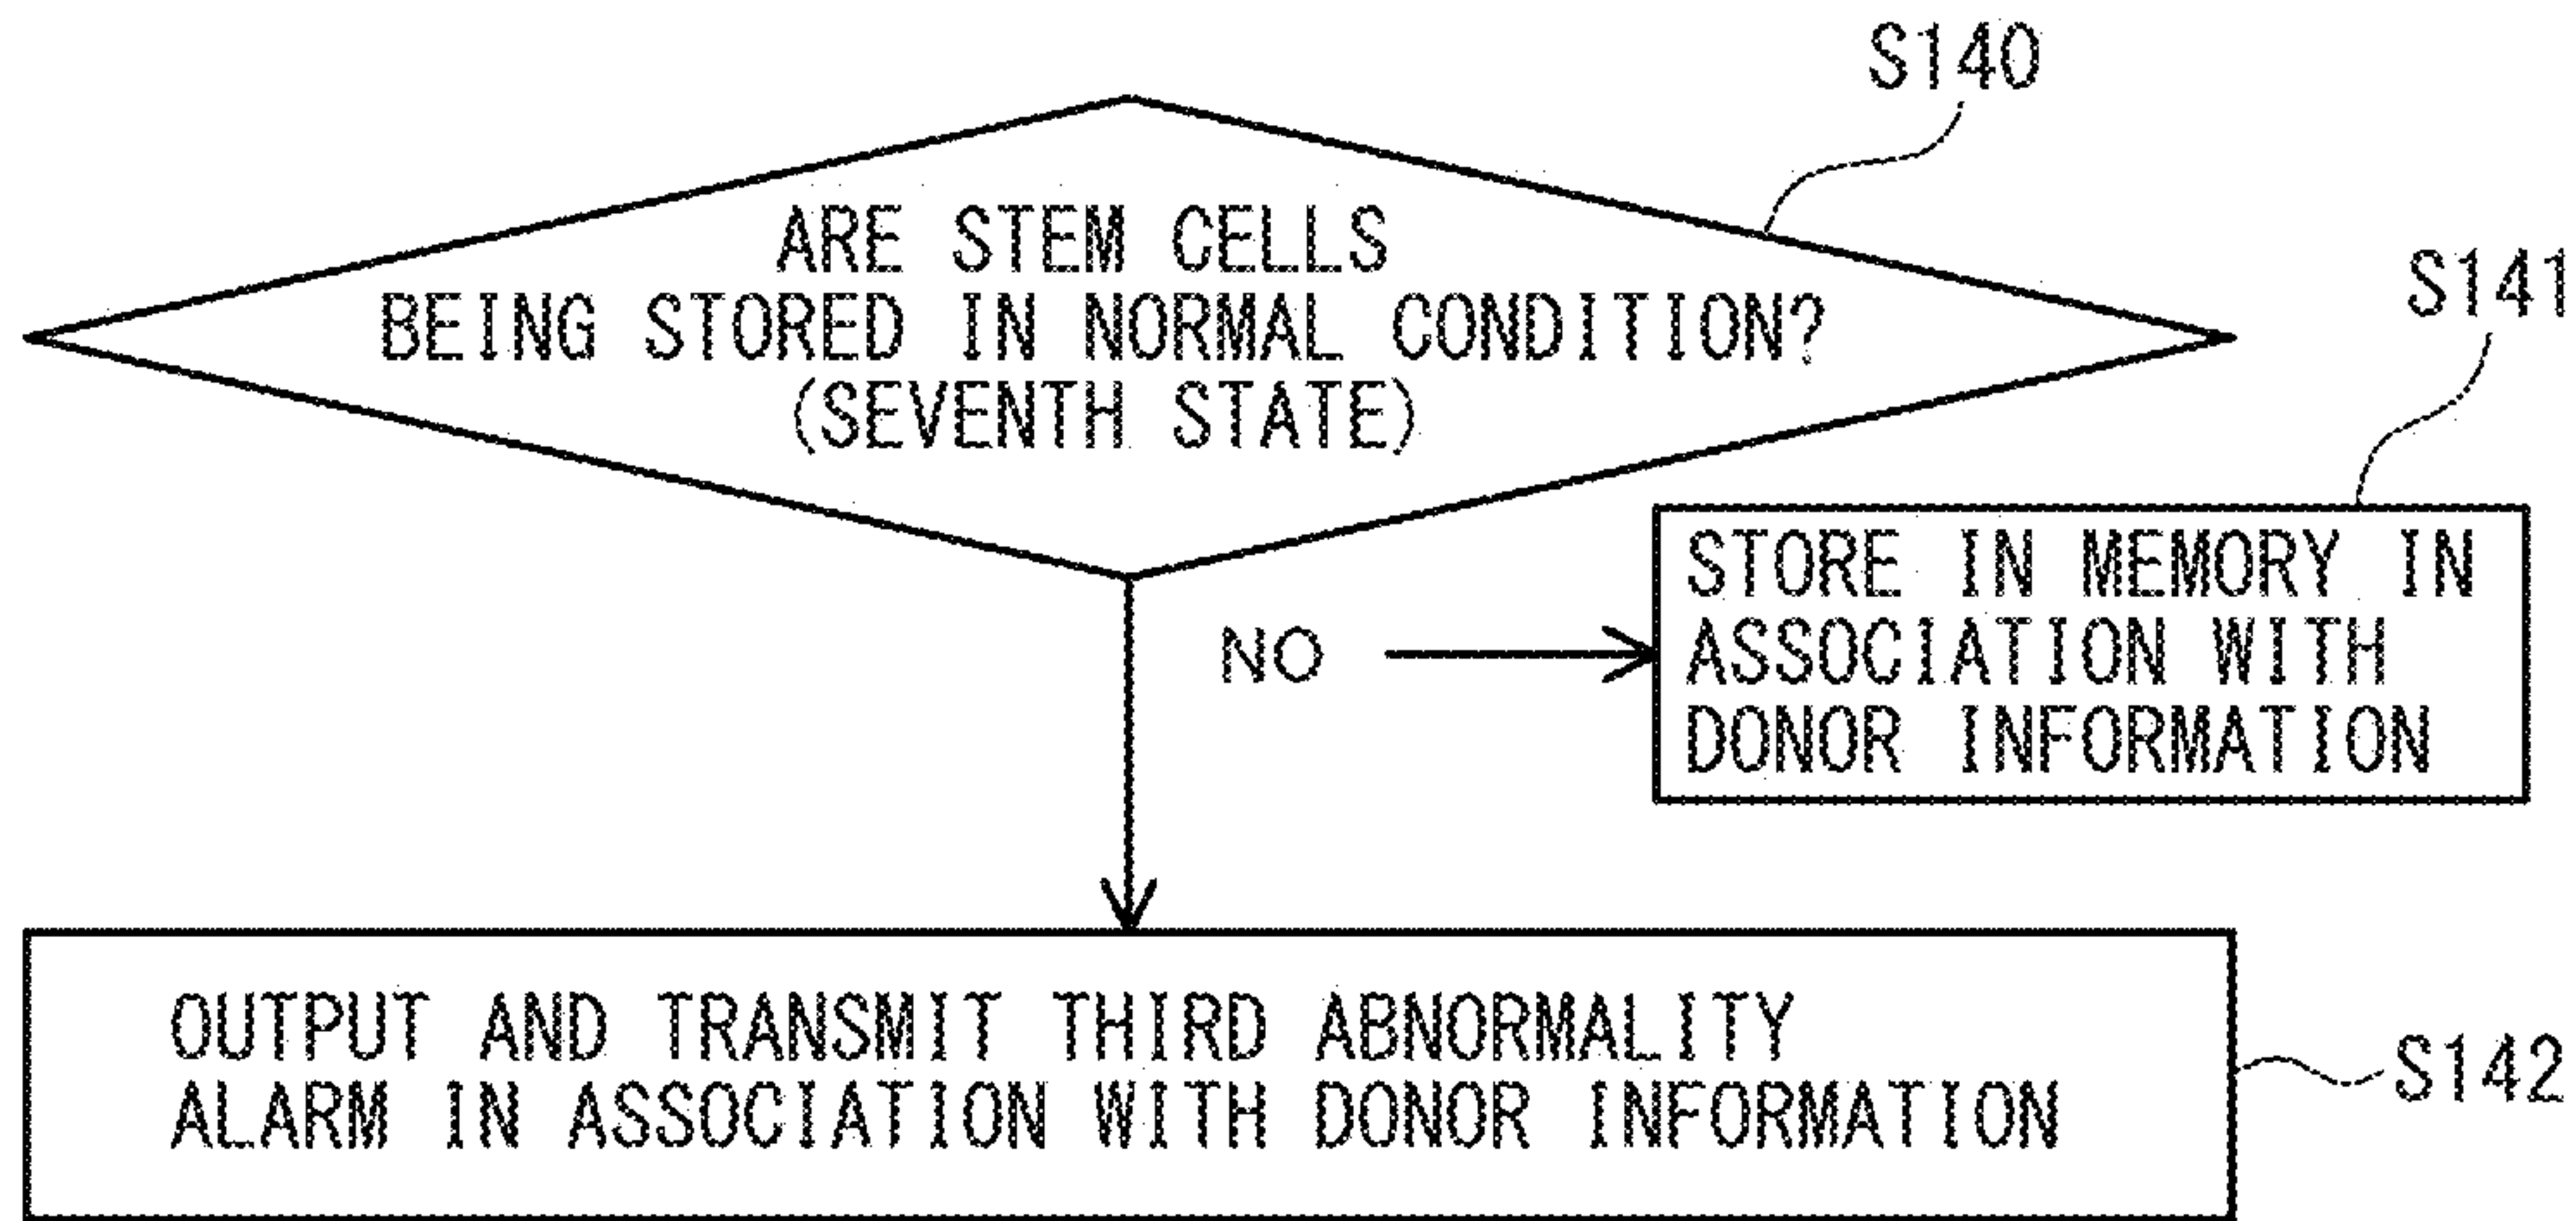 S140
ARE STEM CELLS
BEING STORED IN NORMAL CONDITION?
(SEVENTH STATE)
S141
NO
STORE IN MEMORY IN
ASSOCIATION WITH
DONOR INFORMATION
OUTPUT AND TRANSMIT THIRD ABNORMALITY
ALARM IN ASSOCIATION WITH DONOR INFORMATION
S142